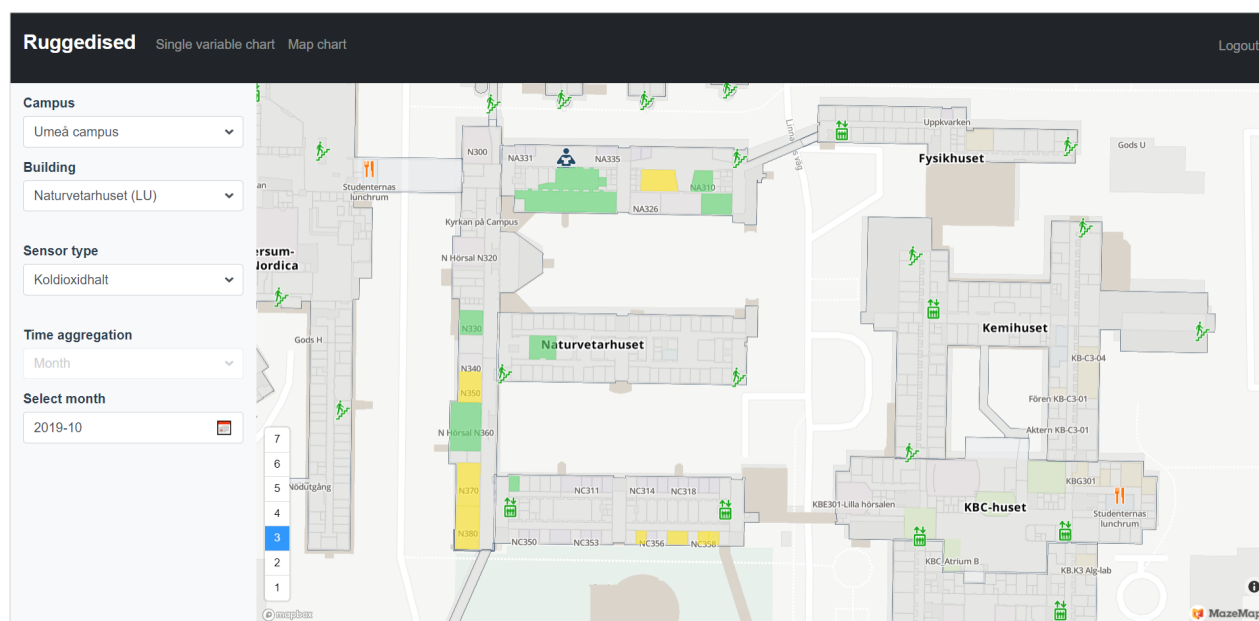 Ruggedised Single variable chart Map chart Logout
Campus
Umeå campus
Building
Naturvetarhuset (LU)
Sensor type
Koldioxidhalt
Time aggregation
Month
Select month
2019-10
7
6
5
4
3
2
1
Studenternas
lunchrum
ersum-
Nordica
Gods H
Nödutgång
N300
NA331
NA335
NA310
NA326
Kyrkan på Campus
N Hörsal N320
N330
Naturvetarhuset
N340
N350
N Hörsal N360
N370
N380
NC311
NC314
NC318
NC350
NC353
NC356
NC358
Uppkvarken
Fysikhuset
Gods U
Kemihuset
KB-C3-04
Fören KB-C3-01
Aktern KB-C3-01
KBG301
KBE301-Lilla hörsalen
KBC-huset
Studenternas
lunchrum
KBC-Atrium B
KB.K3 Alg-lab
mapbox
MazeMap